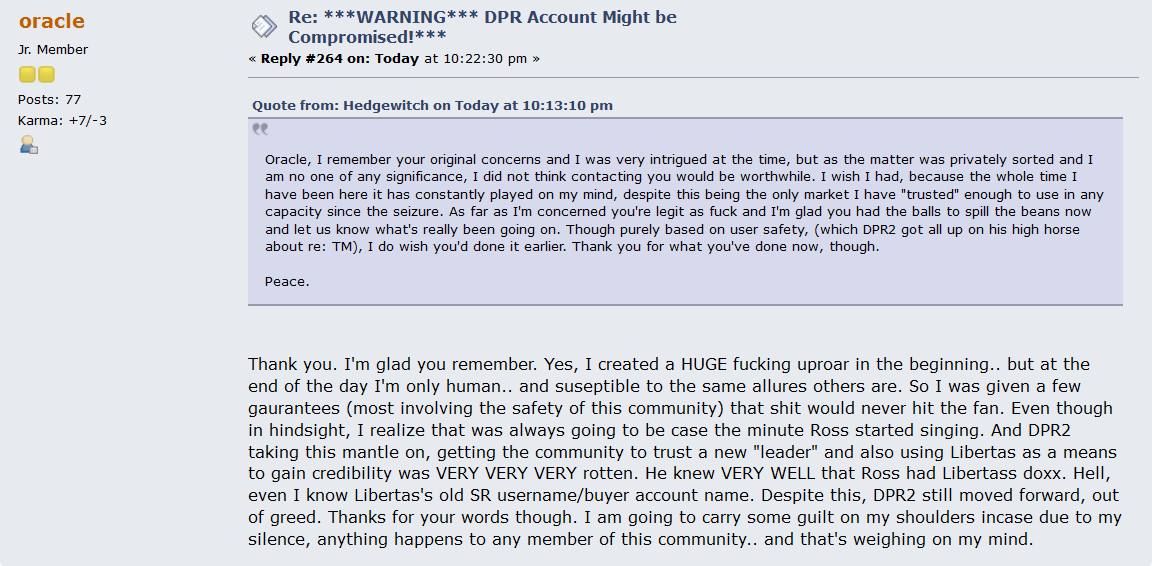 oracle
Jr. Member
Posts: 77
Karma: +7/-3
Re: ***WARNING*** DPR Account Might be
Compromised!***
« Reply #264 on: Today at 10:22:30 pm »
Quote from: Hedgewitch on Today at 10:13:10 pm
Oracle, I remember your original concerns and I was very intrigued at the time, but as the matter was privately sorted and I
am no one of any significance, I did not think contacting you would be worthwhile. I wish I had, because the whole time I
have been here it has constantly played on my mind, despite this being the only market I have "trusted" enough to use in any
capacity since the seizure. As far as I'm concerned you're legit as fuck and I'm glad you had the balls to spill the beans now
and let us know what's really been going on. Though purely based on user safety, (which DPR2 got all up on his high horse
about re: TM), I do wish you'd done it earlier. Thank you for what you've done now, though.
Peace.
Thank you. I'm glad you remember. Yes, I created a HUGE fucking uproar in the beginning.. but at the
end of the day I'm only human.. and suseptible to the same allures others are. So I was given a few
gaurantees (most involving the safety of this community) that shit would never hit the fan. Even though
in hindsight, I realize that was always going to be case the minute Ross started singing. And DPR2
taking this mantle on, getting the community to trust a new "leader" and also using Libertas as a means
to gain credibility was VERY VERY VERY rotten. He knew VERY WELL that Ross had Libertass doxx. Hell,
even I know Libertas's old SR username/buyer account name. Despite this, DPR2 still moved forward, out
of greed. Thanks for your words though. I am going to carry some guilt on my shoulders incase due to my
silence, anything happens to any member of this community.. and that's weighing on my mind.